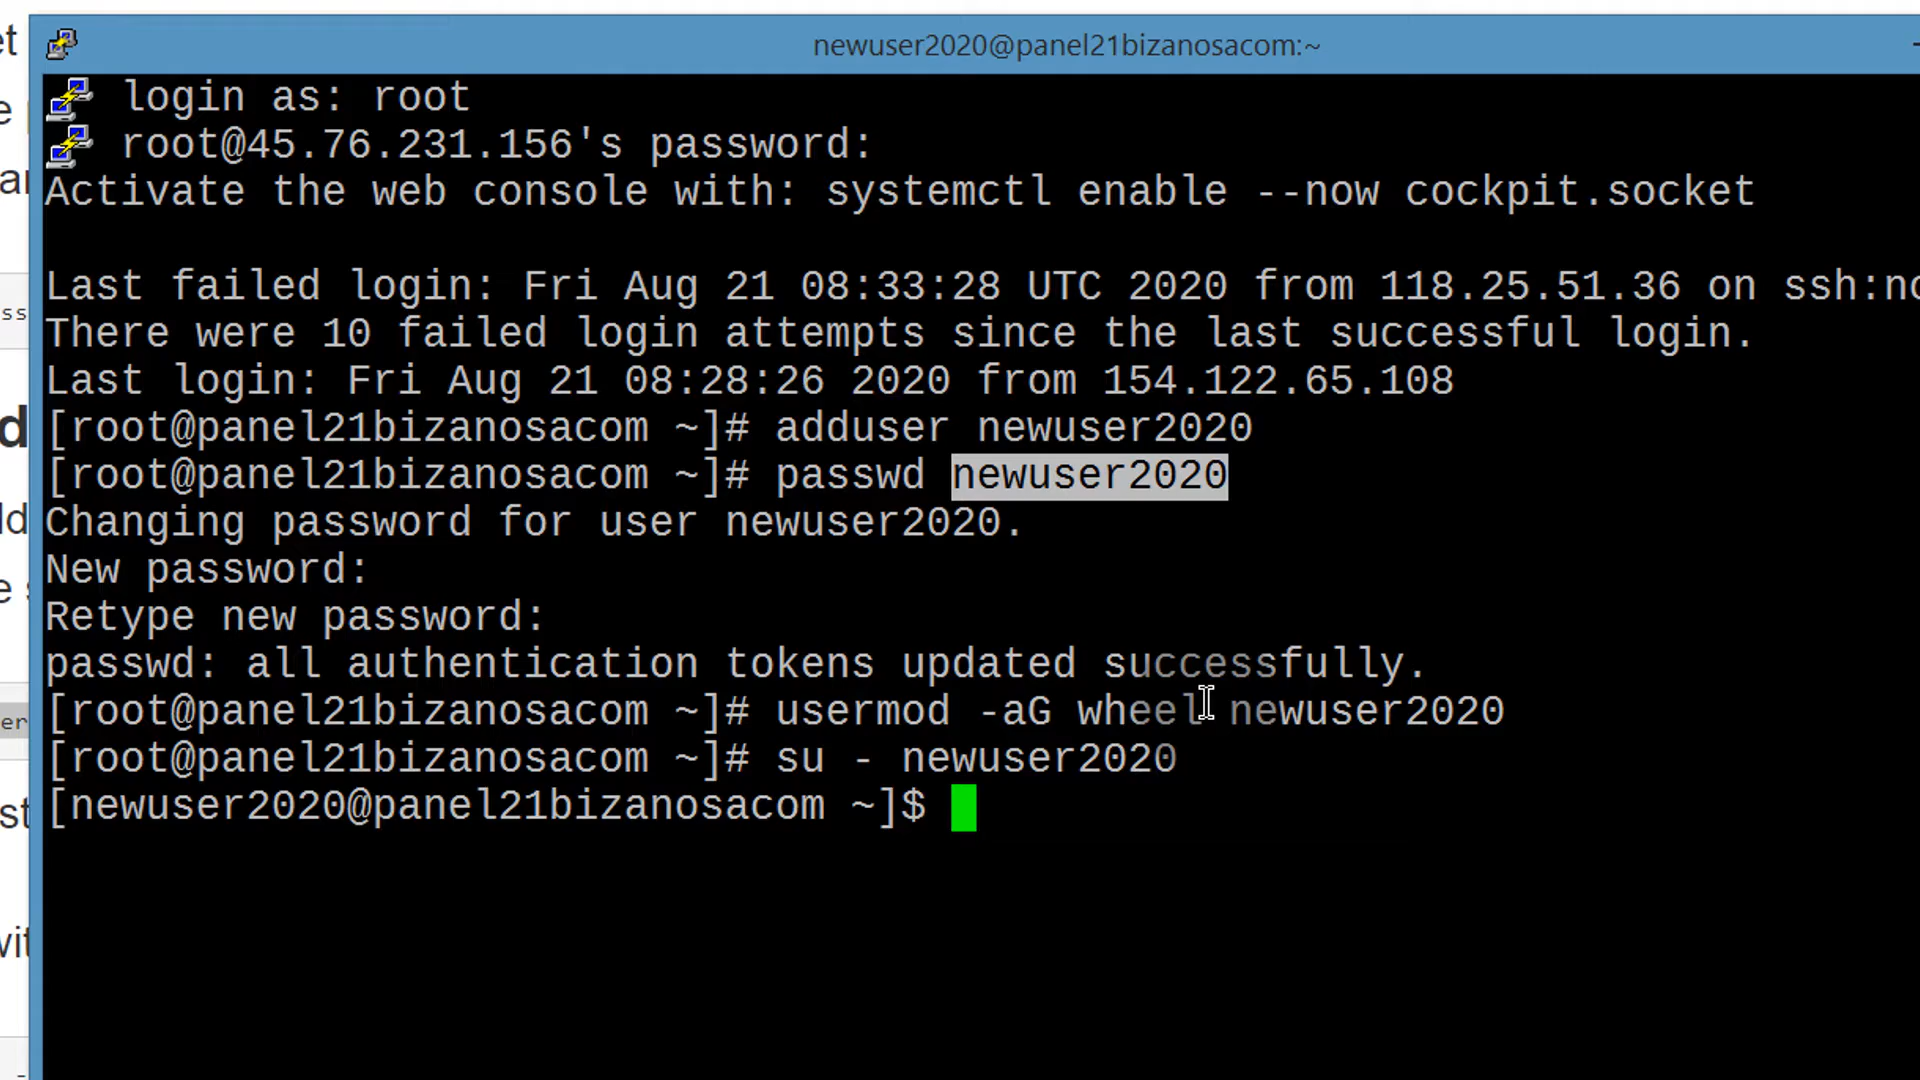 newuser2020@panel21bizanosacom:~
login as: root
root@45.76.231.156's password:
Activate the web console with: systemctl enable --now cockpit.socket
Last failed login: Fri Aug 21 08:33:28 UTC 2020 from 118.25.51.36 on ssh:no
There were 10 failed login attempts since the last successful login.
Last login: Fri Aug 21 08:28:26 2020 from 154.122.65.108
[root@panel21bizanosacom ~]# adduser newuser2020
[root@panel21bizanosacom ~]# passwd newuser2020
Changing password for user newuser2020.
New password:
Retype new password:
passwd: all authentication tokens updated successfully.
[root@panel21bizanosacom ~]# usermod -aG wheel newuser2020
[root@panel21bizanosacom ~]# su - newuser2020
[newuser2020@panel21bizanosacom ~]$